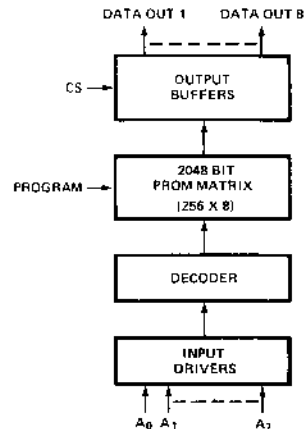 DATA OUT 1 DATA OUT 8
CS
OUTPUT
BUFFERS
PROGRAM
2048 BIT
PROM MATRIX
(256 X 8)
DECODER
INPUT
DRIVERS
A0 A1 A7